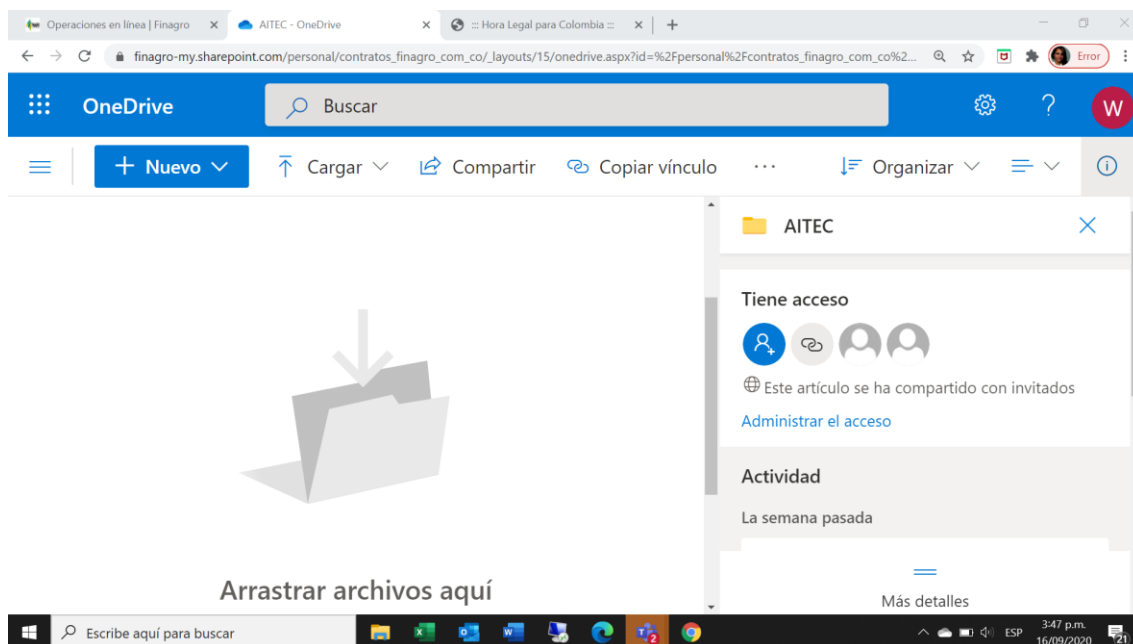 Operaciones en línea | Finagro
AITEC - OneDrive
::: Hora Legal para Colombia :::
finagro-my.sharepoint.com/personal/contratos_finagro_com_co/_layouts/15/onedrive.aspx?id=%2Fpersonal%2Fcontratos_finagro_com_co%2...
Error
OneDrive
Buscar
W
Nuevo
Cargar
Compartir
Copiar vínculo
...
Organizar
AITEC
Tiene acceso
Este artículo se ha compartido con invitados
Administrar el acceso
Actividad
La semana pasada
Arrastrar archivos aquí
Más detalles
Escribe aquí para buscar
ESP
3:47 p.m.
16/09/2020